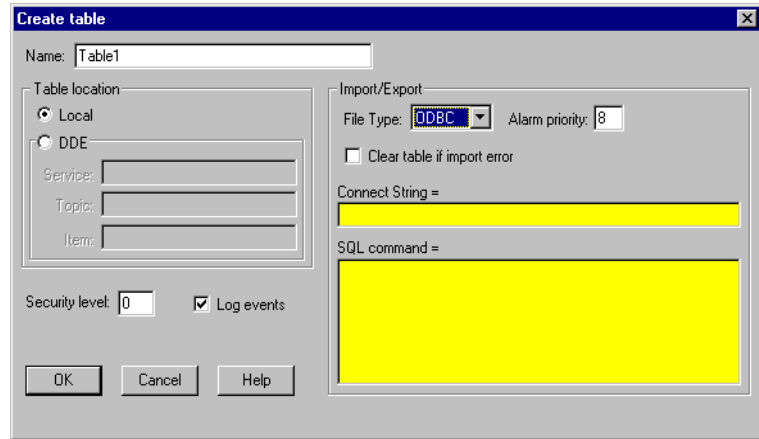 Create table
Name: Table1
Table location
Local
DDE
Service:
Topic:
Item:
Security level: 0
Log events
OK Cancel Help
Import/Export
File Type: ODBC Alarm priority: 8
Clear table if import error
Connect String =
SQL command =